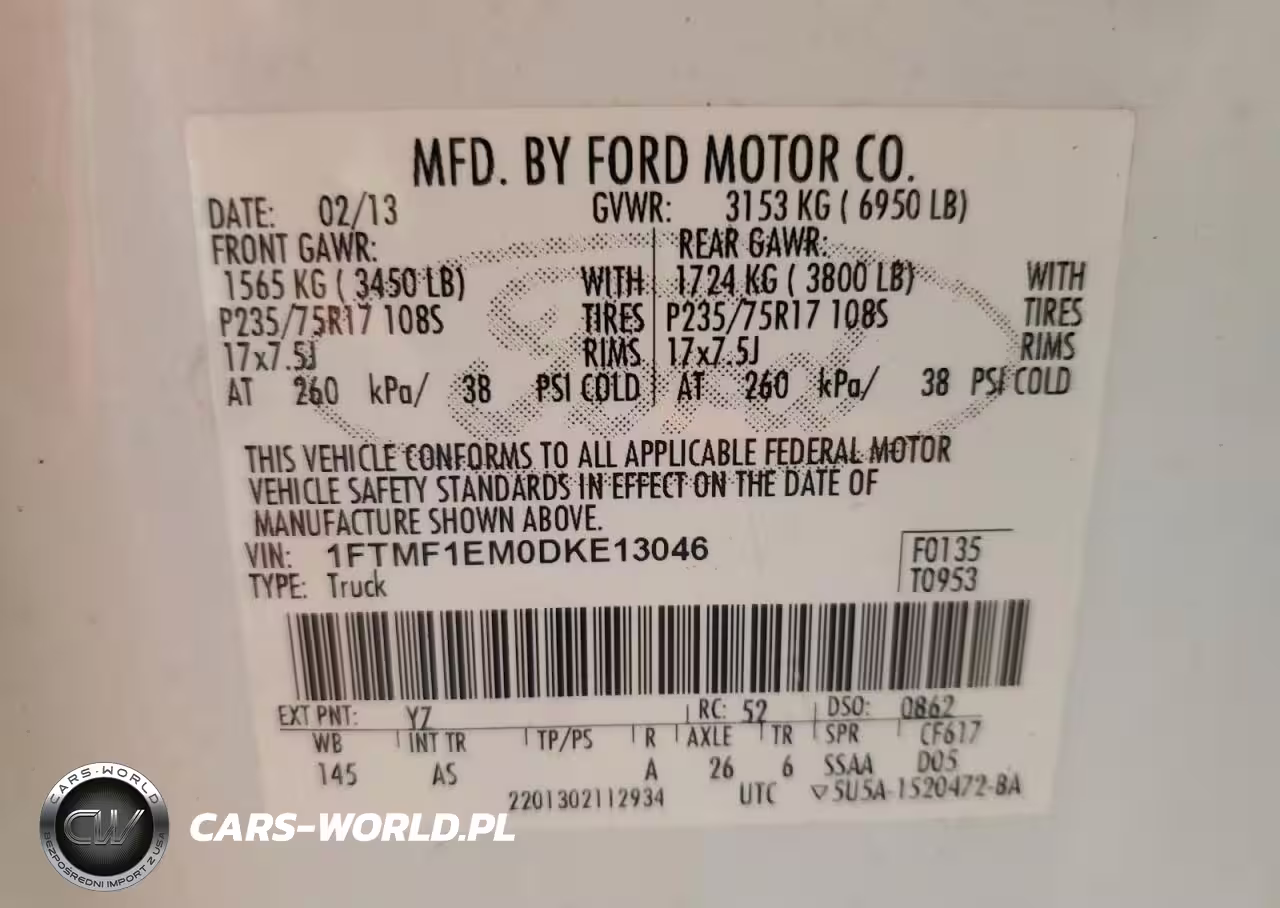 MFD. BY FORD MOTOR CO.
DATE: 02/13 GVWR: 3153 KG ( 6950 LB)
FRONT GAWR: REAR GAWR:
1565 KG ( 3450 LB) WITH 1724 KG ( 3800 LB) WITH
P235/75R17 108S TIRES P235/75R17 108S TIRES
17x7.5J RIMS 17x7.5J RIMS
AT 260 kPa/ 38 PSI COLD AT 260 kPa/ 38 PSI COLD
THIS VEHICLE CONFORMS TO ALL APPLICABLE FEDERAL MOTOR
VEHICLE SAFETY STANDARDS IN EFFECT ON THE DATE OF
MANUFACTURE SHOWN ABOVE.
VIN: 1FTMF1EM0DKE13046 F0135
TYPE: Truck T0953
EXT PNT: YZ RC: 52 DSO: 0862
WB INT TR TP/PS R AXLE TR SPR CF617
145 AS A 26 6 SSAA D05
2201302112934 UTC ▽5U5A-1520472-BA
CARS-WORLD
CW
BEZPOŚREDNI IMPORT Z USA
CARS-WORLD.PL